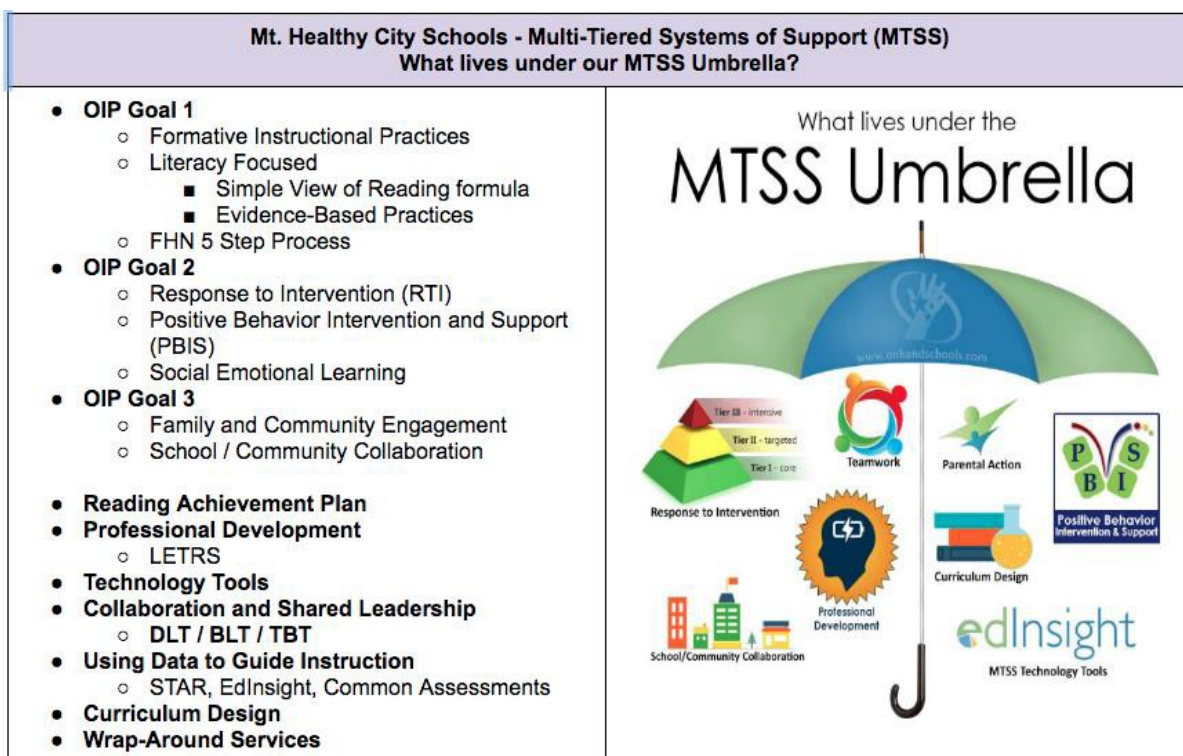 Mt. Healthy City Schools - Multi-Tiered Systems of Support (MTSS)
What lives under our MTSS Umbrella?
● OIP Goal 1
○ Formative Instructional Practices
○ Literacy Focused
■ Simple View of Reading formula
■ Evidence-Based Practices
○ FHN 5 Step Process
● OIP Goal 2
○ Response to Intervention (RTI)
○ Positive Behavior Intervention and Support
(PBIS)
○ Social Emotional Learning
● OIP Goal 3
○ Family and Community Engagement
○ School / Community Collaboration
● Reading Achievement Plan
● Professional Development
○ LETRS
● Technology Tools
● Collaboration and Shared Leadership
○ DLT / BLT / TBT
● Using Data to Guide Instruction
○ STAR, EdInsight, Common Assessments
● Curriculum Design
● Wrap-Around Services
What lives under the
MTSS Umbrella
www.onhandschools.com
Tier III - intensive
Tier II - targeted
Tier I - core
Response to Intervention
Teamwork
Parental Action
P S
B I
Positive Behavior
Intervention & Support
Professional
Development
Curriculum Design
School/Community Collaboration
edInsight
MTSS Technology Tools